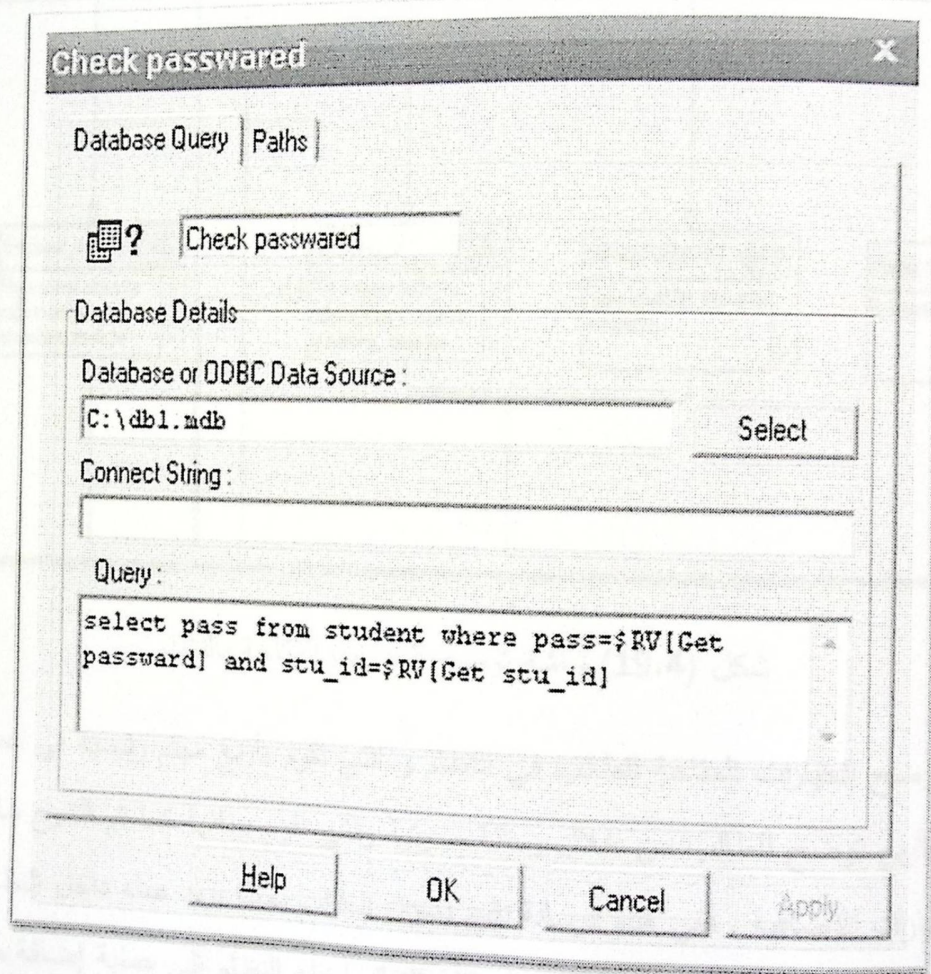 Check passwared
Database Query Paths
?
Check passwared
Database Details
Database or ODBC Data Source :
C:\db1.mdb
Select
Connect String :
Query :
select pass from student where pass=$RV[Get
passward] and stu_id=$RV[Get stu_id]
Help OK Cancel Apply